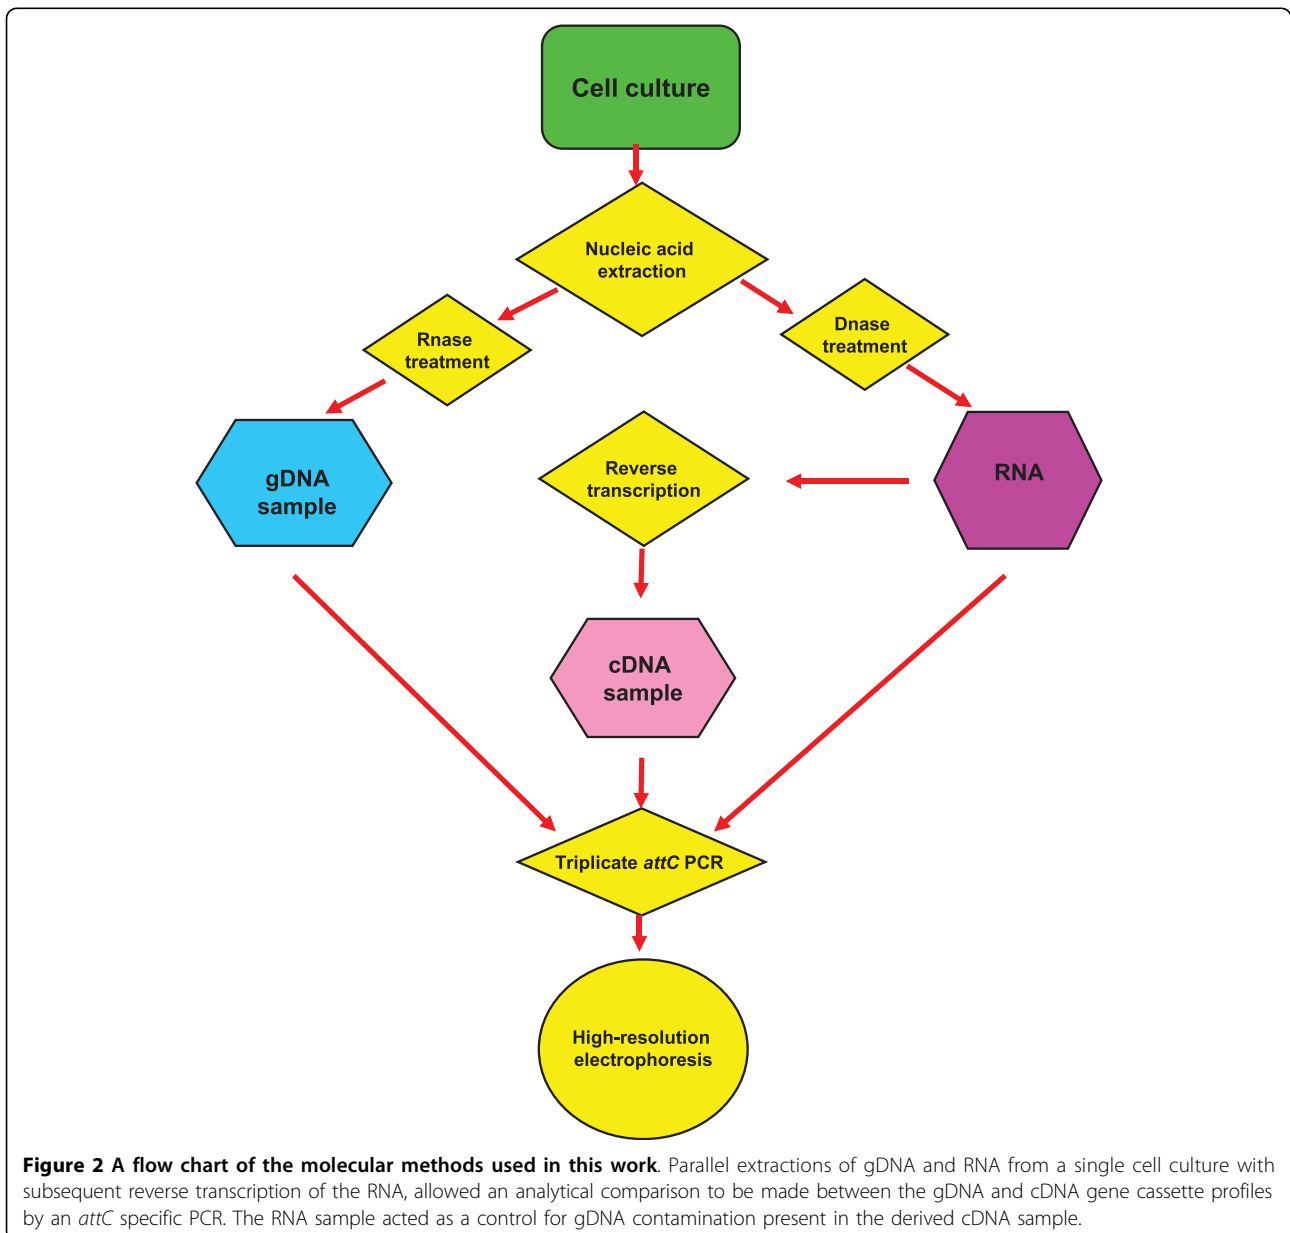 Cell culture
Nucleic acid
extraction
Rnase
treatment
Dnase
treatment
gDNA
sample
Reverse
transcription
RNA
cDNA
sample
Triplicate attC PCR
High-resolution
electrophoresis
Figure 2 A flow chart of the molecular methods used in this work. Parallel extractions of gDNA and RNA from a single cell culture with
subsequent reverse transcription of the RNA, allowed an analytical comparison to be made between the gDNA and cDNA gene cassette profiles
by an attC specific PCR. The RNA sample acted as a control for gDNA contamination present in the derived cDNA sample.